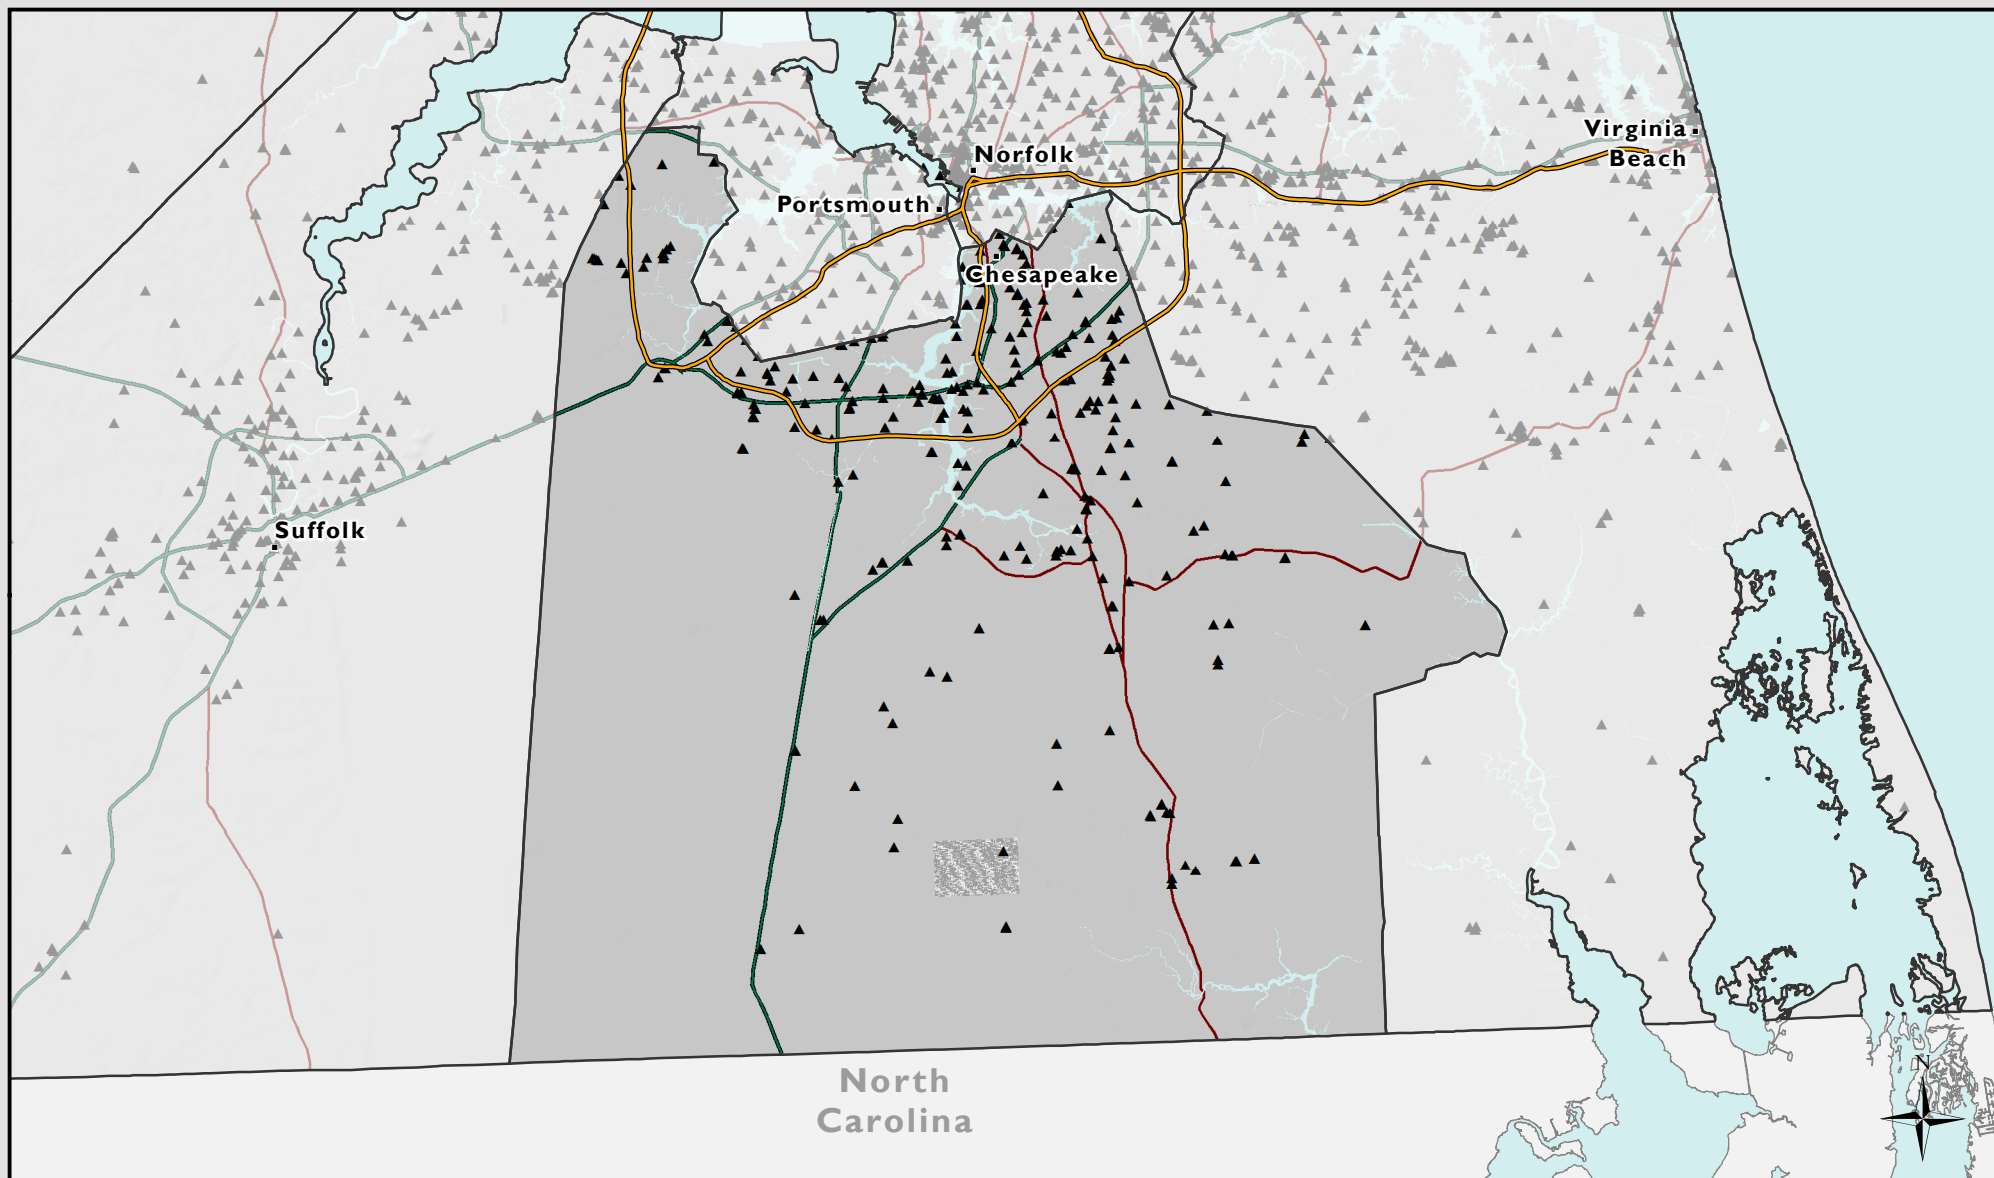 Virginia
Beach
Norfolk
Portsmouth
Chesapeake
Suffolk
N
North
Carolina